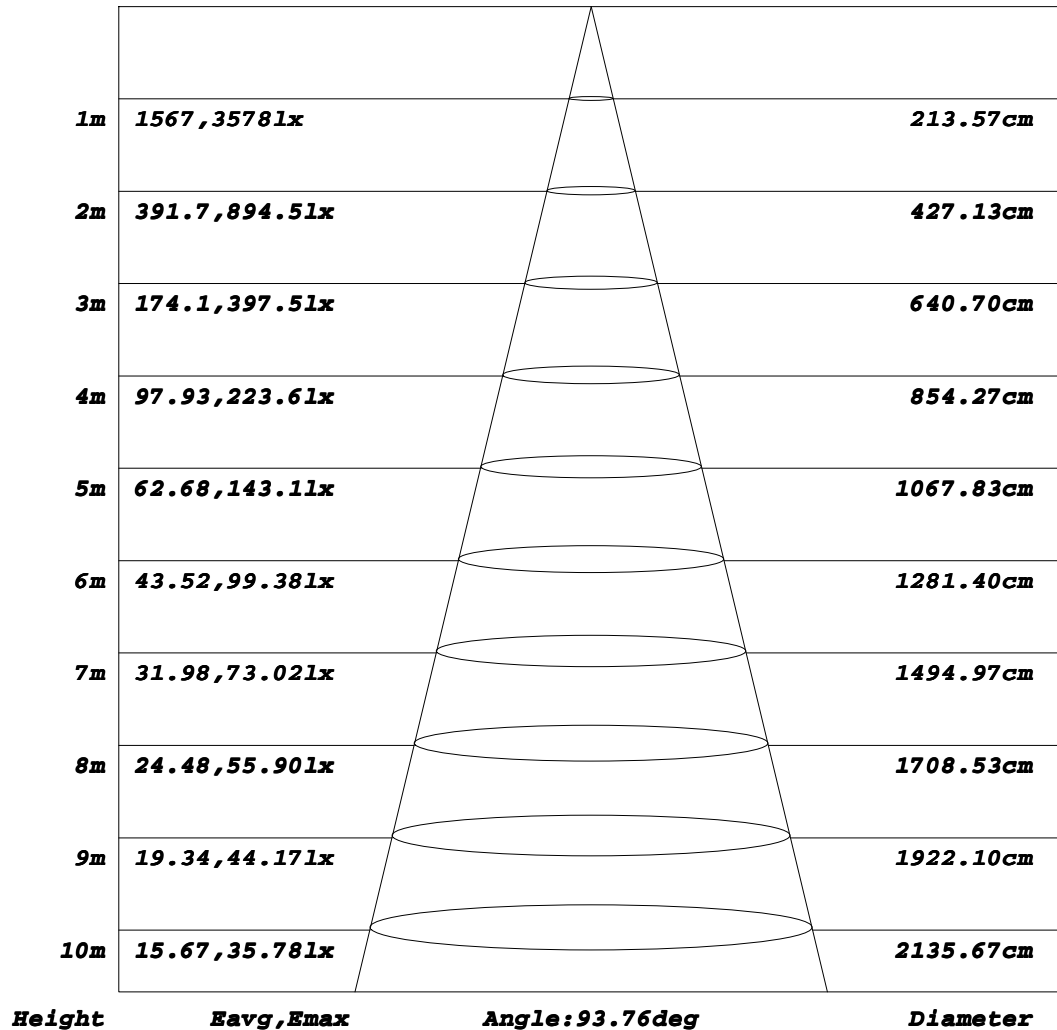 1m 1567,3578lx 213.57cm
2m 391.7,894.5lx 427.13cm
3m 174.1,397.5lx 640.70cm
4m 97.93,223.6lx 854.27cm
5m 62.68,143.1lx 1067.83cm
6m 43.52,99.38lx 1281.40cm
7m 31.98,73.02lx 1494.97cm
8m 24.48,55.90lx 1708.53cm
9m 19.34,44.17lx 1922.10cm
10m 15.67,35.78lx 2135.67cm
Height Eavg,Emax Angle:93.76deg Diameter